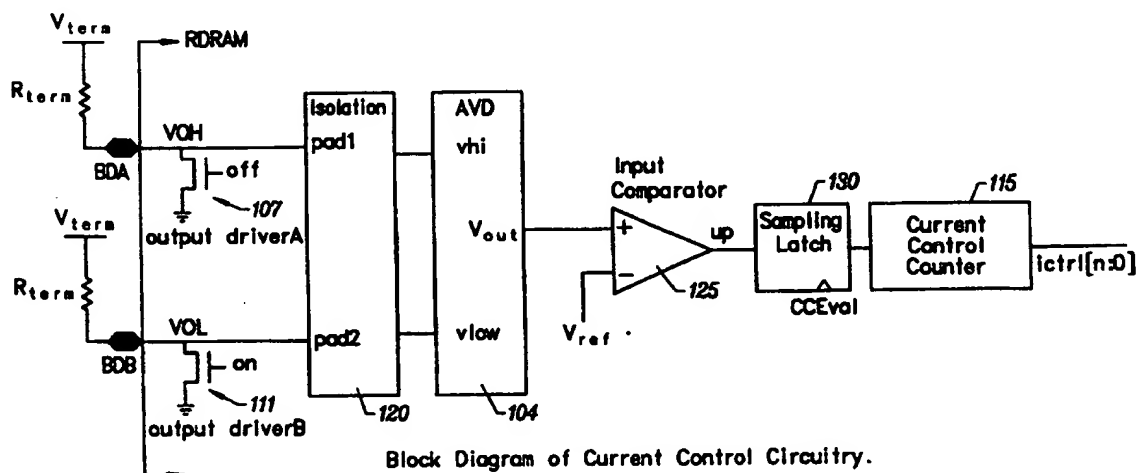 Vterm
RDRAM
Rterm
VOH
BDA
off
107
output driverA
Isolation
pad1
AVD
vhi
Vout
Input
Comparator
+
−
up
125
Vref
130
Sampling
Latch
CCEval
115
Current
Control
Counter
ictrl[n:0]
Vterm
Rterm
VOL
BDB
on
111
output driverB
pad2
120
vlow
104
Block Diagram of Current Control Circuitry.